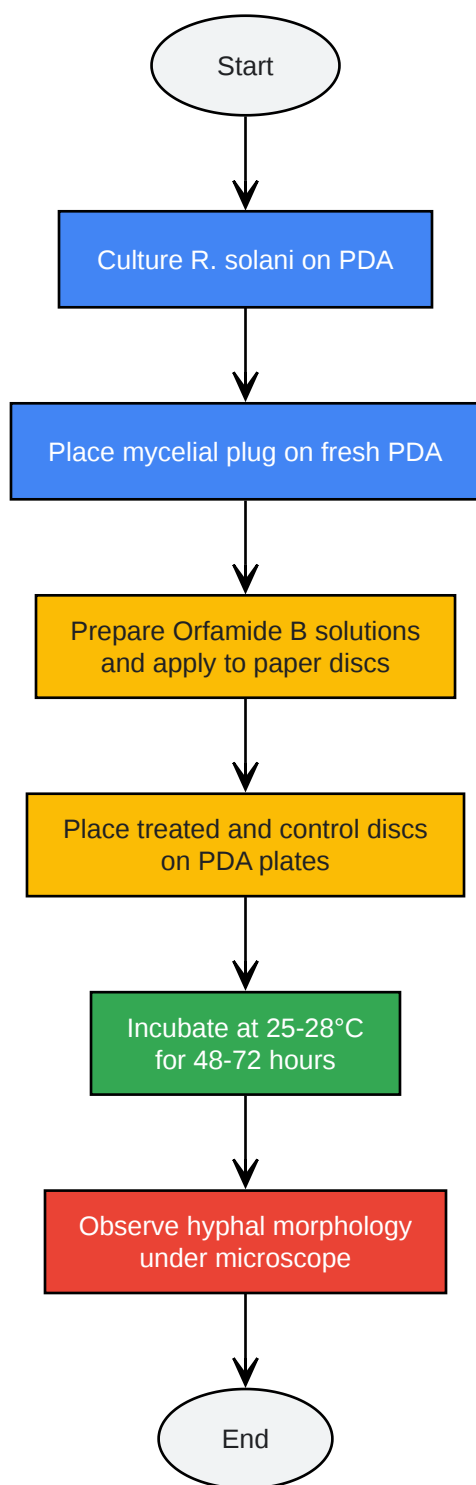 Start
Culture R. solani on PDA
Place mycelial plug on fresh PDA
Prepare Orfamide B solutions
and apply to paper discs
Place treated and control discs
on PDA plates
Incubate at 25-28°C
for 48-72 hours
Observe hyphal morphology
under microscope
End